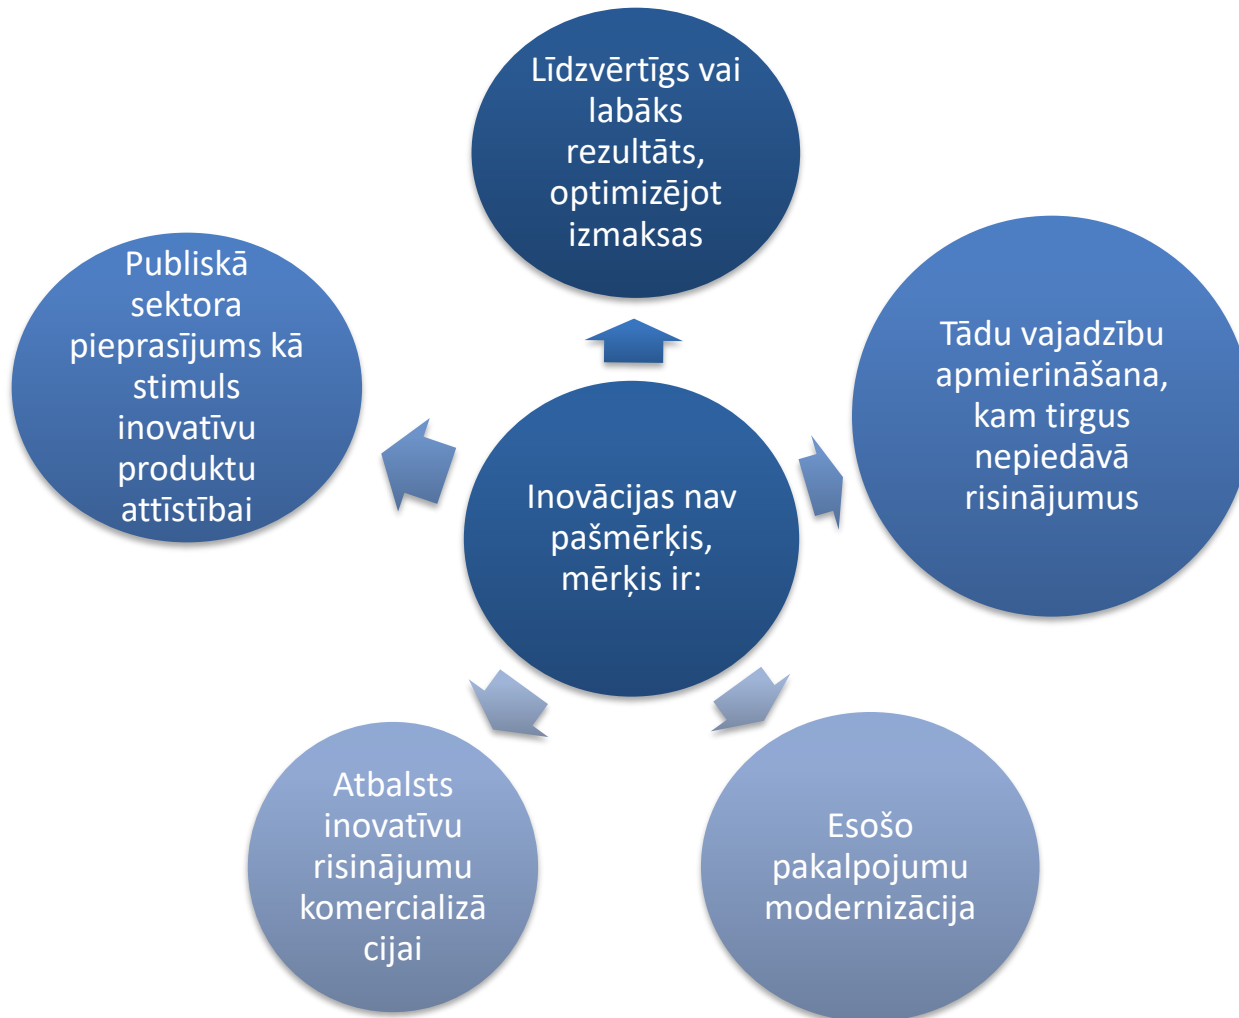 Līdzvērtīgs vai
labāks
rezultāts,
optimizējot
izmaksas
Publiskā
sektora
pieprasījums kā
stimuls
inovatīvu
produktu
attīstībai
Tādu vajadzību
apmierināšana,
kam tirgus
nepiedāvā
risinājumus
Inovācijas nav
pašmērķis,
mērķis ir:
Atbalsts
inovatīvu
risinājumu
komercializā
cijai
Esošo
pakalpojumu
modernizācija